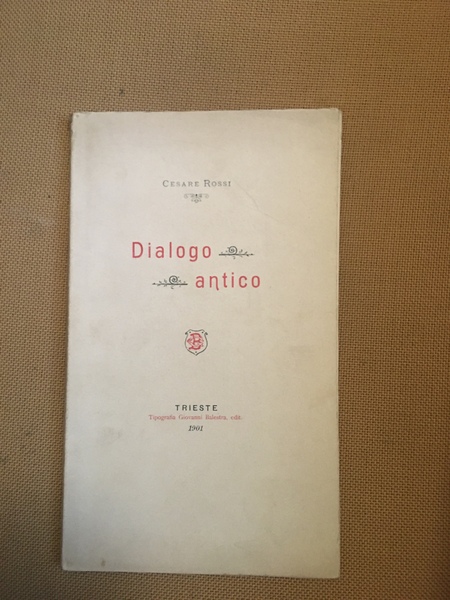 CESARE ROSSI
Dialogo
antico
TRIESTE
Tipografia Giovanni Balestra, edit.
1901